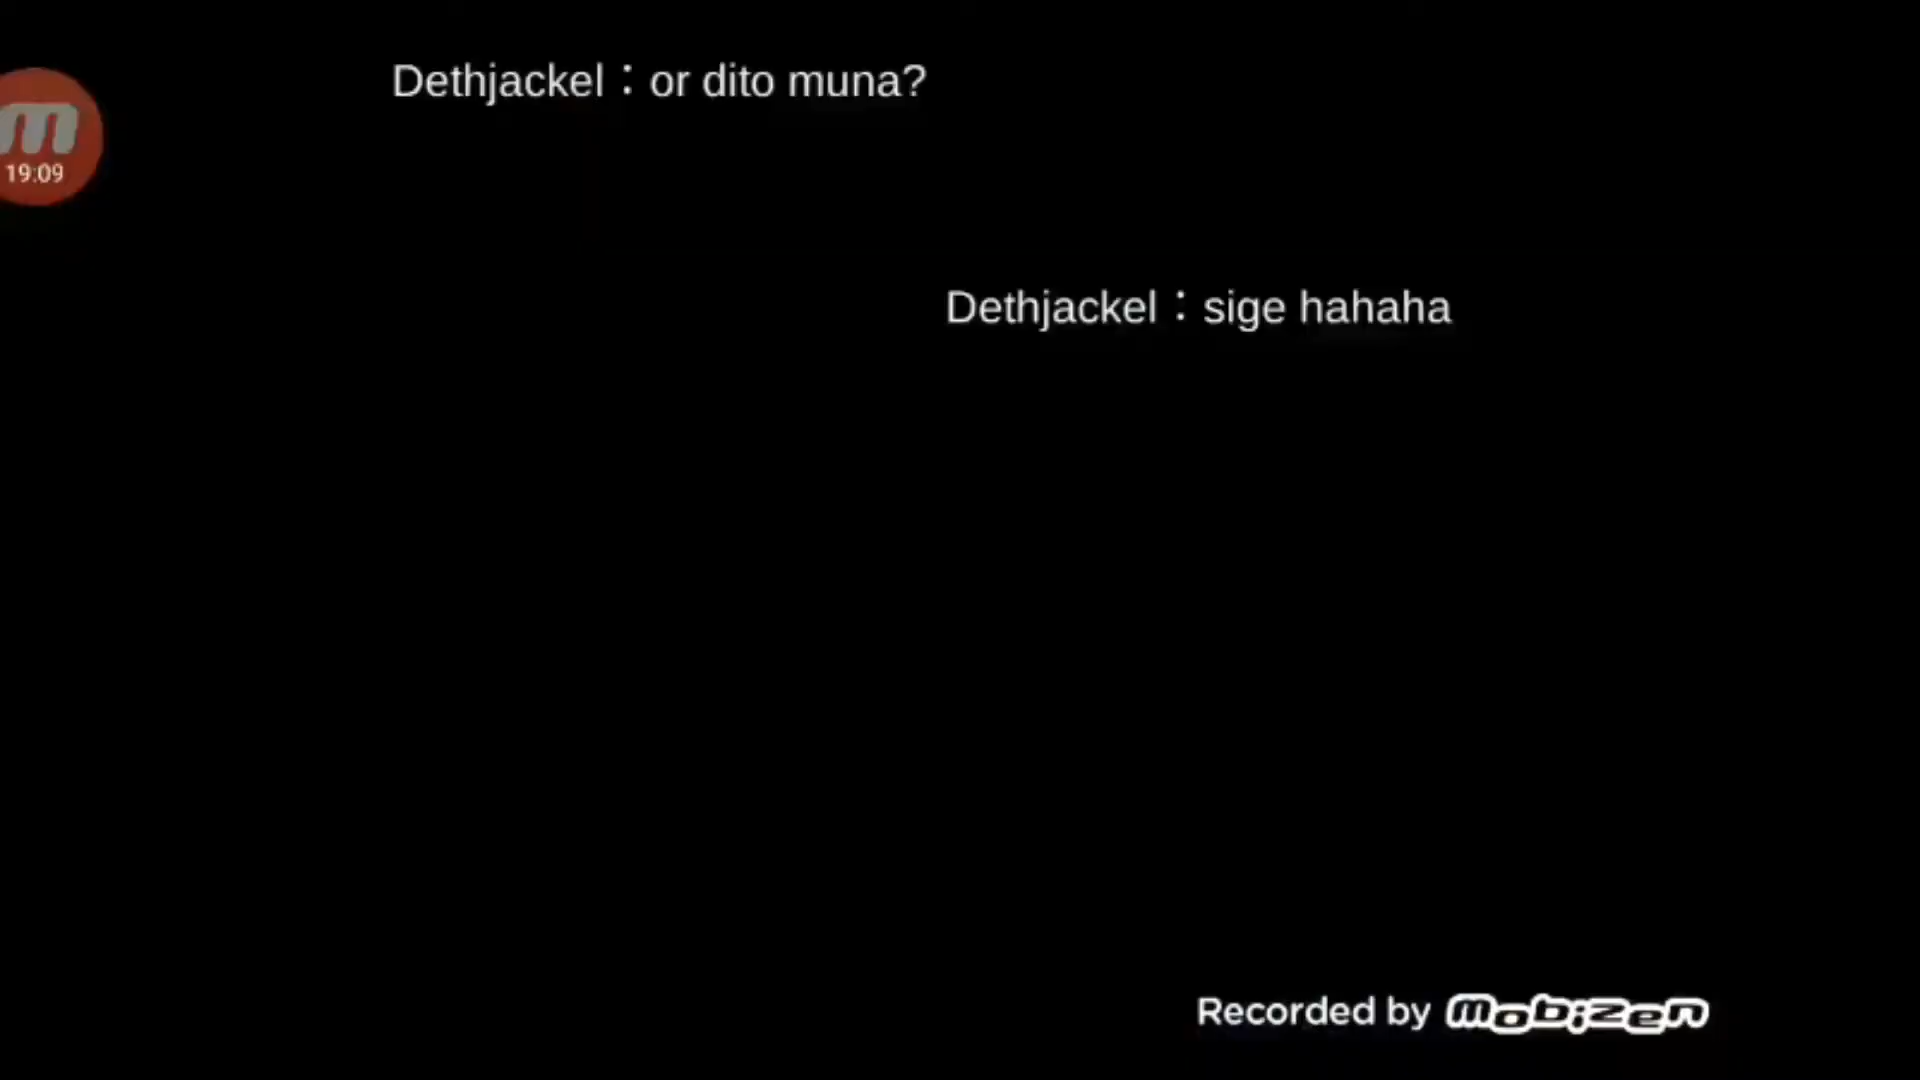 Dethjackel：or dito muna?
m
19:09
Dethjackel：sige hahaha
Recorded by mobizen